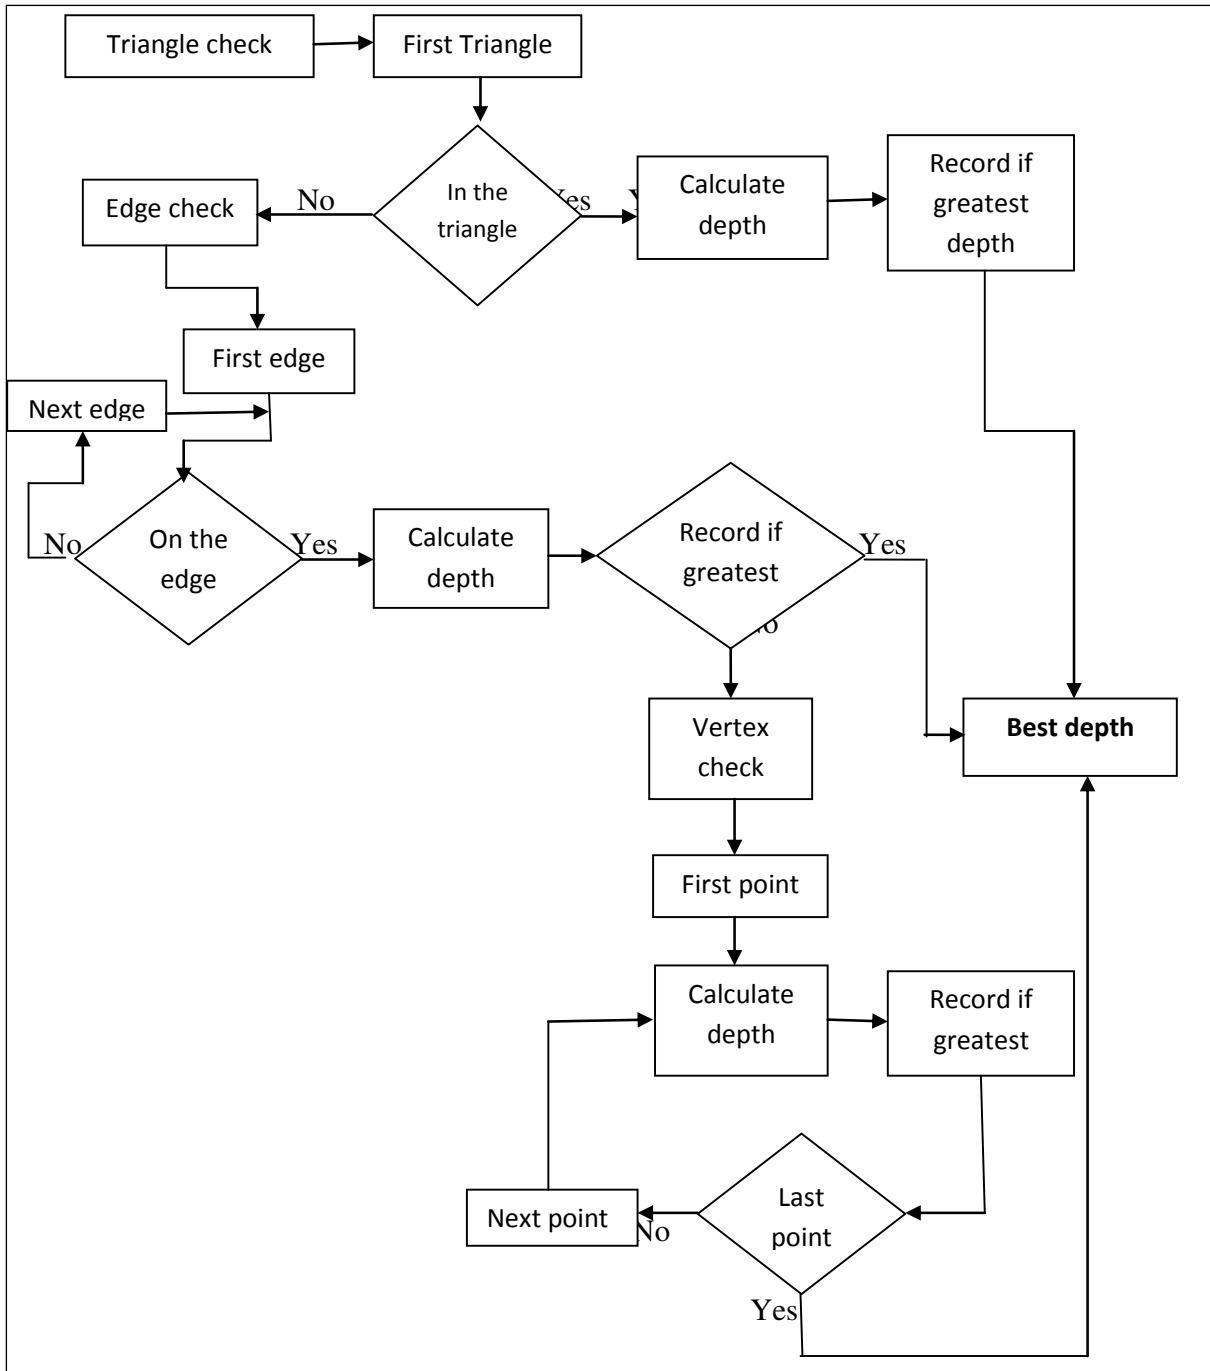 Triangle check
First Triangle
In the
triangle
No
Yes
Calculate
depth
Record if
greatest
depth
Edge check
First edge
Next edge
On the
edge
No
Yes
Calculate
depth
Record if
greatest
Yes
No
Vertex
check
Best depth
First point
Calculate
depth
Record if
greatest
Last
point
No
Next point
Yes